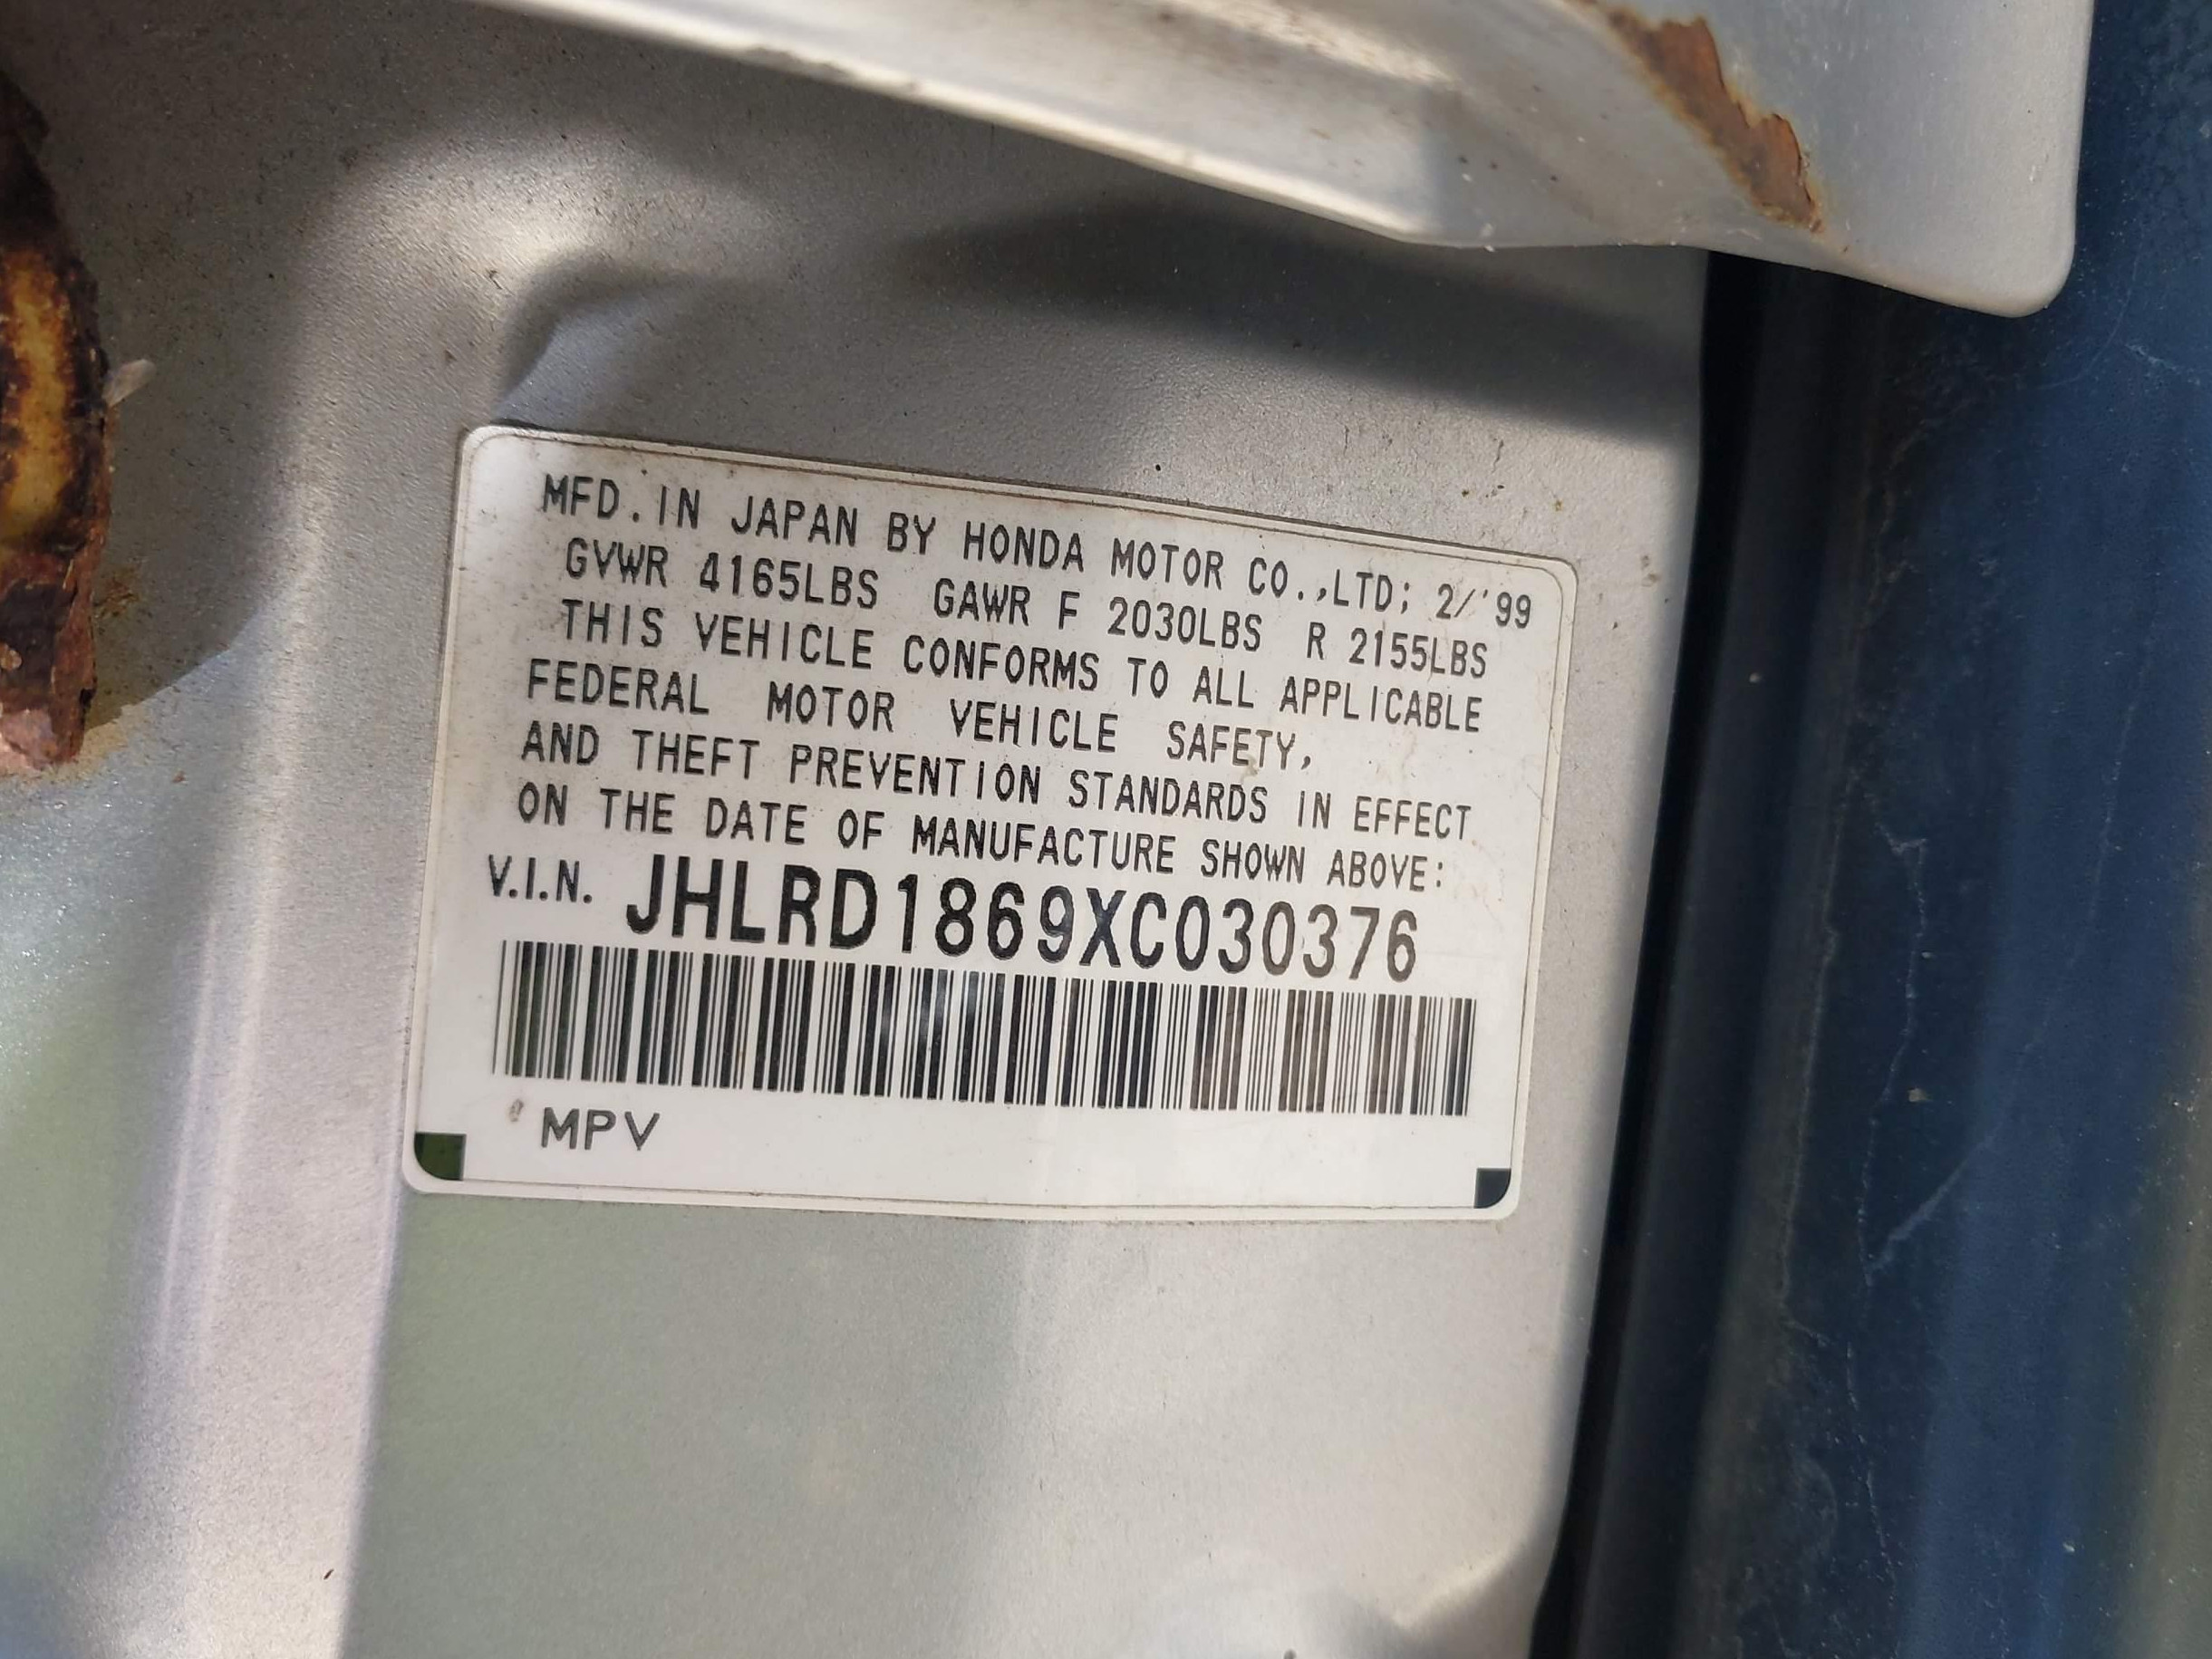 MFD.IN JAPAN BY HONDA MOTOR CO.,LTD; 2/'99
GVWR 4165LBS GAWR F 2030LBS R 2155LBS
THIS VEHICLE CONFORMS TO ALL APPLICABLE
FEDERAL MOTOR VEHICLE SAFETY,
AND THEFT PREVENTION STANDARDS IN EFFECT
ON THE DATE OF MANUFACTURE SHOWN ABOVE:
V.I.N. JHLRD1869XC030376
MPV